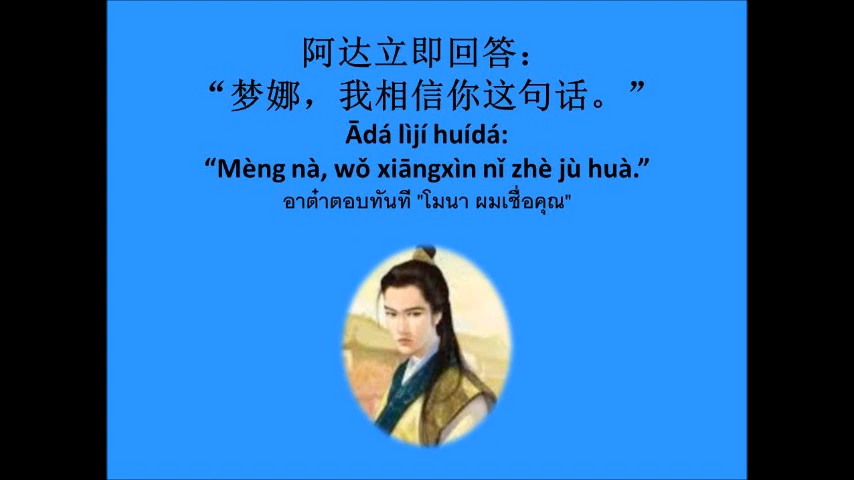 阿达立即回答：
“梦娜，我相信你这句话。”
Ādá lìjí huídá:
“Mèng nà, wǒ xiāngxìn nǐ zhè jù huà.”
อาต๋าตอบทันที "โมนา ผมเชื่อคุณ"